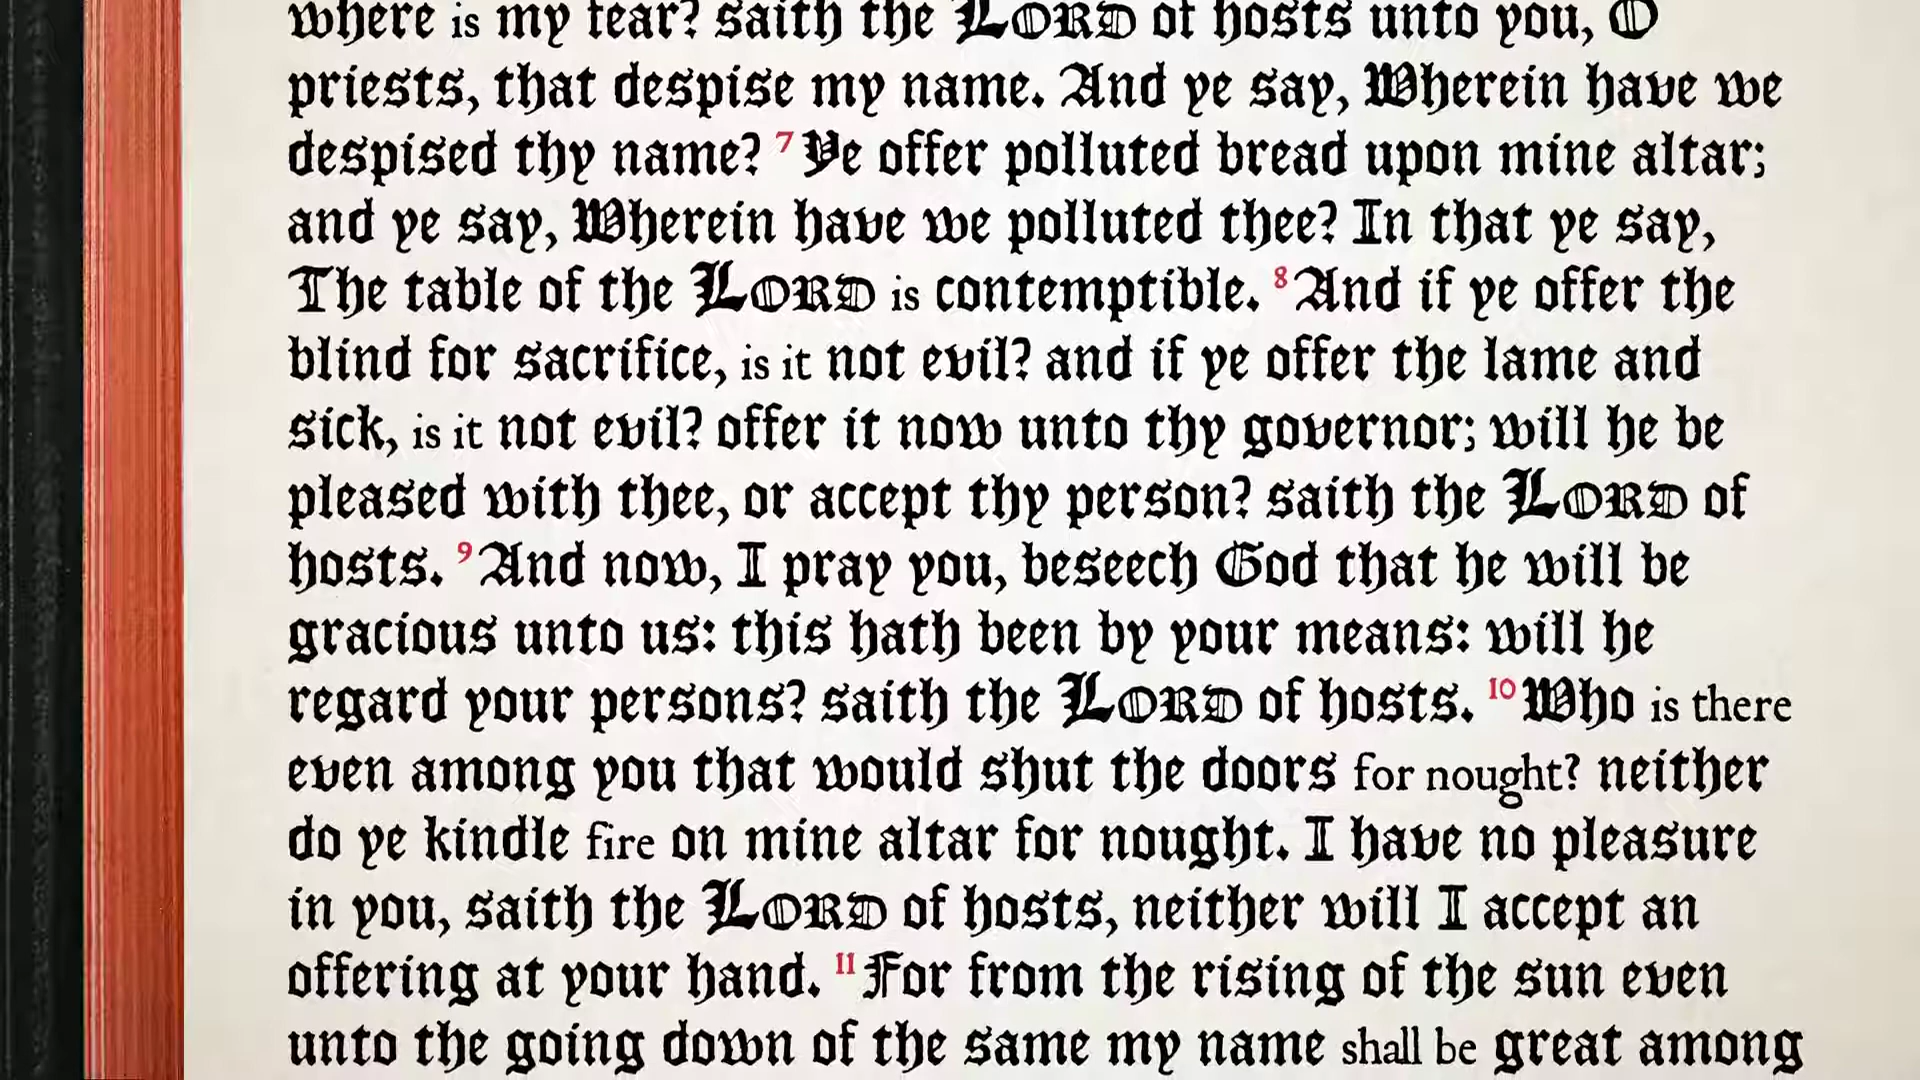 where is my fear? saith the LORD of hosts unto you, O
priests, that despise my name. And ye say, Wherein have we
despised thy name? 7 Ye offer polluted bread upon mine altar;
and ye say, Wherein have we polluted thee? In that ye say,
The table of the LORD is contemptible. 8 And if ye offer the
blind for sacrifice, is it not evil? and if ye offer the lame and
sick, is it not evil? offer it now unto thy governor; will he be
pleased with thee, or accept thy person? saith the LORD of
hosts. 9 And now, I pray you, beseech God that he will be
gracious unto us: this hath been by your means: will he
regard your persons? saith the LORD of hosts. 10 Who is there
even among you that would shut the doors for nought? neither
do ye kindle fire on mine altar for nought. I have no pleasure
in you, saith the LORD of hosts, neither will I accept an
offering at your hand. 11 For from the rising of the sun even
unto the going down of the same my name shall be great among